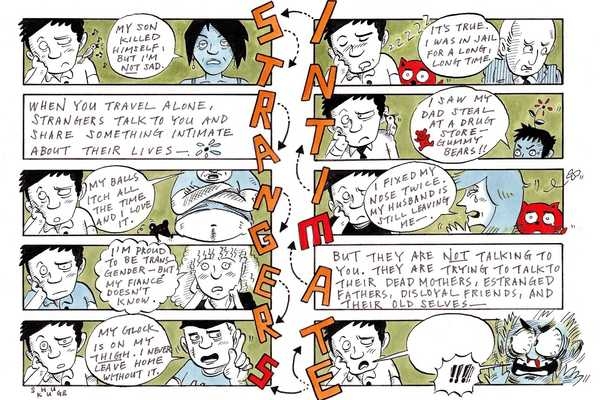 INTIMATE
STRANGERS
MY SON
KILLED
HIMSELF,
BUT I'M
NOT SAD.
WHEN YOU TRAVEL ALONE,
STRANGERS TALK TO YOU AND
SHARE SOMETHING INTIMATE
ABOUT THEIR LIVES—
MY BALLS
ITCH ALL
THE TIME
AND I LOVE
IT.
I'M PROUD
TO BE TRANS-
GENDER—BUT
MY FIANCÉ
DOESN'T
KNOW.
MY GLOCK
IS ON MY
THIGH. I NEVER
LEAVE HOME
WITHOUT IT.
SHU
KUGE
ZZZZZ
IT'S TRUE.
I WAS IN JAIL
FOR A LONG,
LONG TIME.
I SAW MY
DAD STEAL
AT A DRUG
STORE—
GUMMY
BEARS!!
I FIXED MY
NOSE TWICE.
MY HUSBAND IS
STILL LEAVING
ME—
BUT THEY ARE NOT TALKING TO
YOU. THEY ARE TRYING TO TALK TO
THEIR DEAD MOTHERS, ESTRANGED
FATHERS, DISLOYAL FRIENDS, AND
THEIR OLD SELVES—
!!!